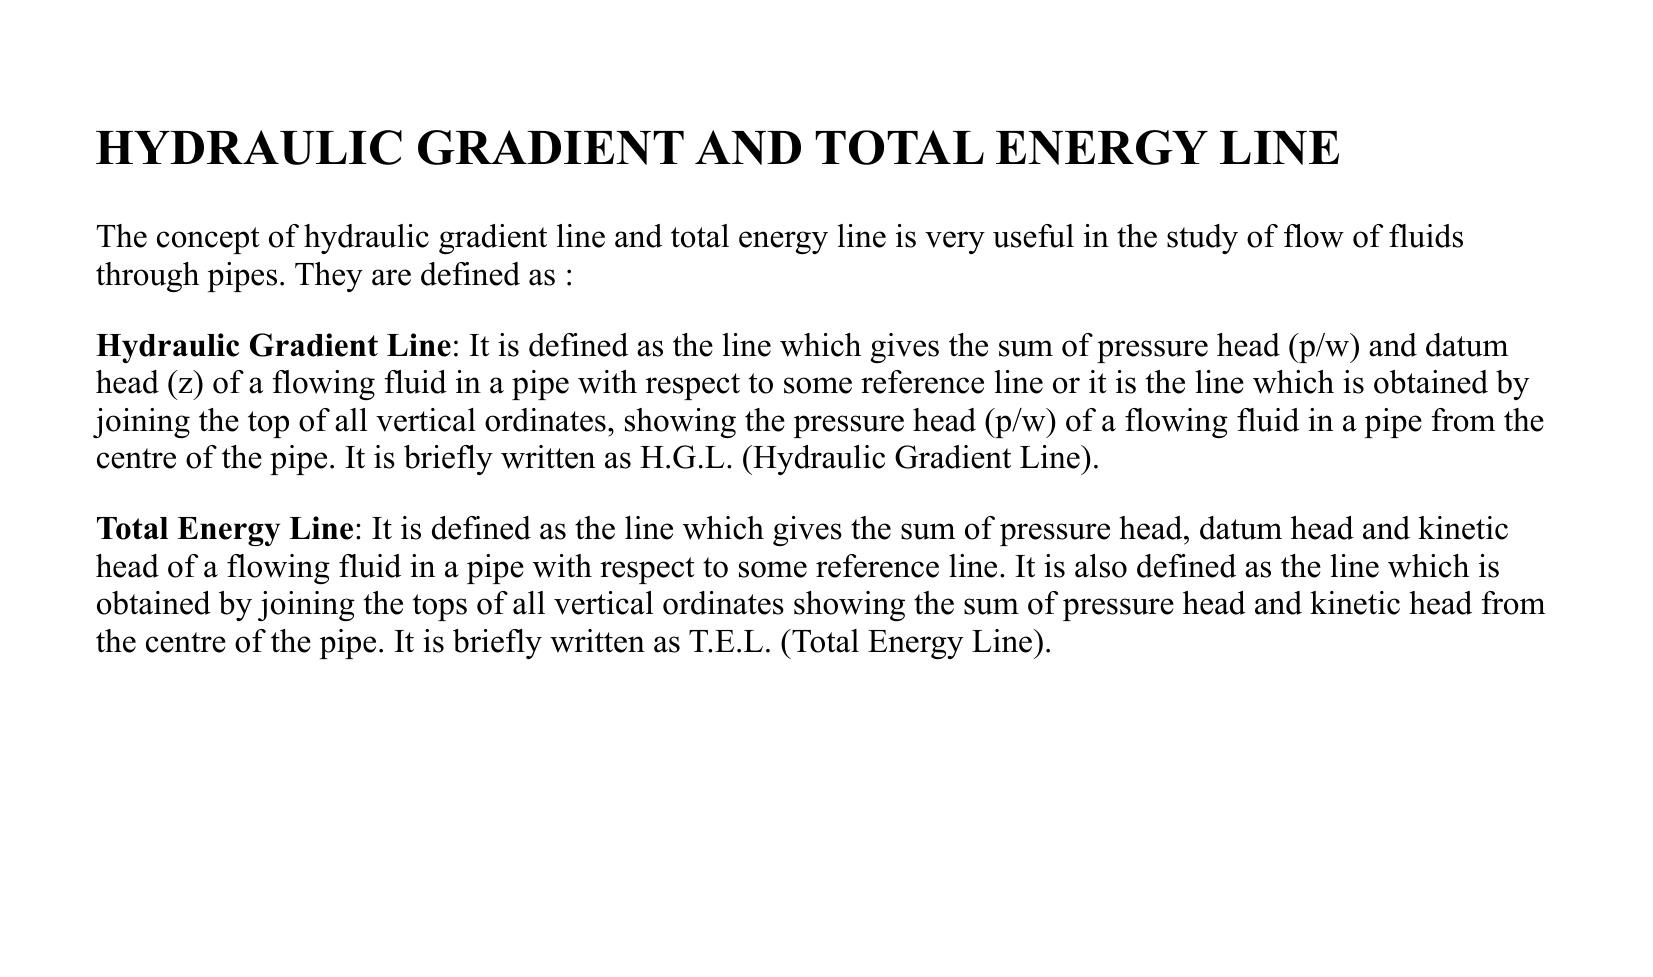 HYDRAULIC GRADIENT AND TOTAL ENERGY LINE
The concept of hydraulic gradient line and total energy line is very useful in the study of flow of fluids
through pipes. They are defined as :
Hydraulic Gradient Line: It is defined as the line which gives the sum of pressure head (p/w) and datum
head (z) of a flowing fluid in a pipe with respect to some reference line or it is the line which is obtained by
joining the top of all vertical ordinates, showing the pressure head (p/w) of a flowing fluid in a pipe from the
centre of the pipe. It is briefly written as H.G.L. (Hydraulic Gradient Line).
Total Energy Line: It is defined as the line which gives the sum of pressure head, datum head and kinetic
head of a flowing fluid in a pipe with respect to some reference line. It is also defined as the line which is
obtained by joining the tops of all vertical ordinates showing the sum of pressure head and kinetic head from
the centre of the pipe. It is briefly written as T.E.L. (Total Energy Line).